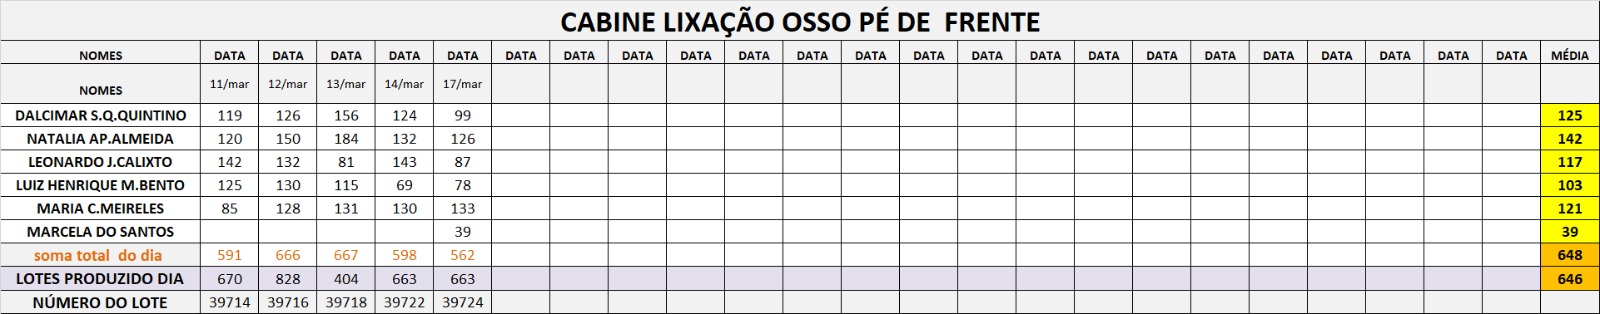 CABINE LIXAÇÃO OSSO PÉ DE  FRENTE
NOMES DATA DATA DATA DATA DATA DATA DATA DATA DATA DATA DATA DATA DATA DATA DATA DATA DATA DATA DATA DATA DATA DATA DATA MÉDIA
NOMES 11/mar 12/mar 13/mar 14/mar 17/mar
DALCIMAR S.Q.QUINTINO 119 126 156 124 99 125
NATALIA AP.ALMEIDA 120 150 184 132 126 142
LEONARDO J.CALIXTO 142 132 81 143 87 117
LUIZ HENRIQUE M.BENTO 125 130 115 69 78 103
MARIA C.MEIRELES 85 128 131 130 133 121
MARCELA DO SANTOS 39 39
soma total  do dia 591 666 667 598 562 648
LOTES PRODUZIDO DIA 670 828 404 663 663 646
NÚMERO DO LOTE 39714 39716 39718 39722 39724